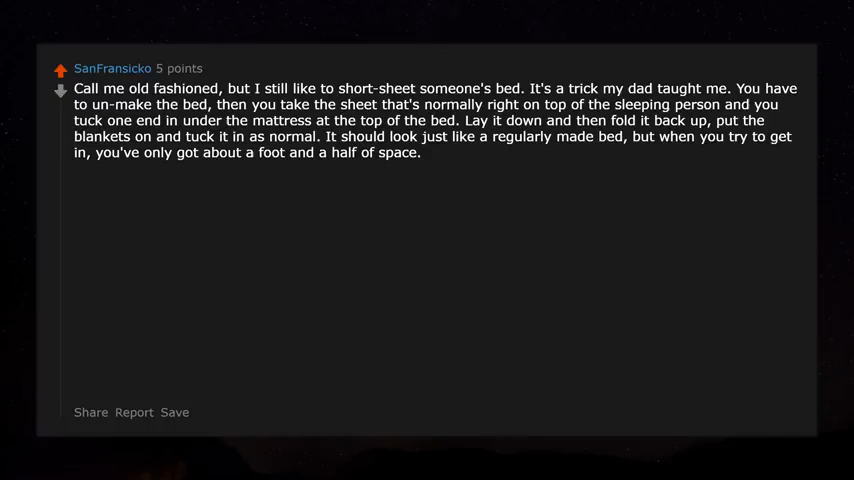 SanFransicko 5 points
Call me old fashioned, but I still like to short-sheet someone's bed. It's a trick my dad taught me. You have
to un-make the bed, then you take the sheet that's normally right on top of the sleeping person and you
tuck one end in under the mattress at the top of the bed. Lay it down and then fold it back up, put the
blankets on and tuck it in as normal. It should look just like a regularly made bed, but when you try to get
in, you've only got about a foot and a half of space.
Share Report Save